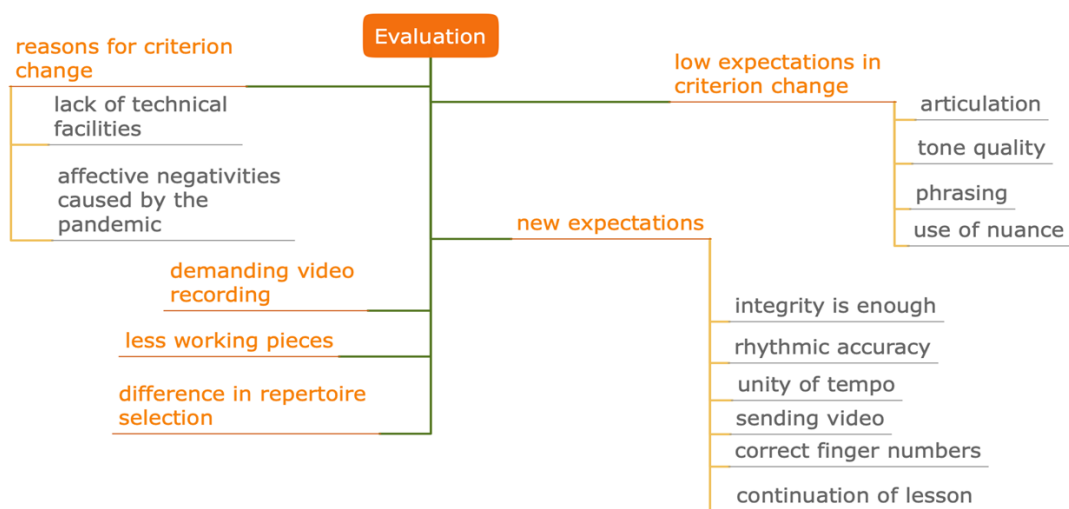 Evaluation
reasons for criterion
change
lack of technical
facilities
affective negativities
caused by the
pandemic
demanding video
recording
less working pieces
difference in repertoire
selection
low expectations in
criterion change
articulation
tone quality
phrasing
use of nuance
new expectations
integrity is enough
rhythmic accuracy
unity of tempo
sending video
correct finger numbers
continuation of lesson